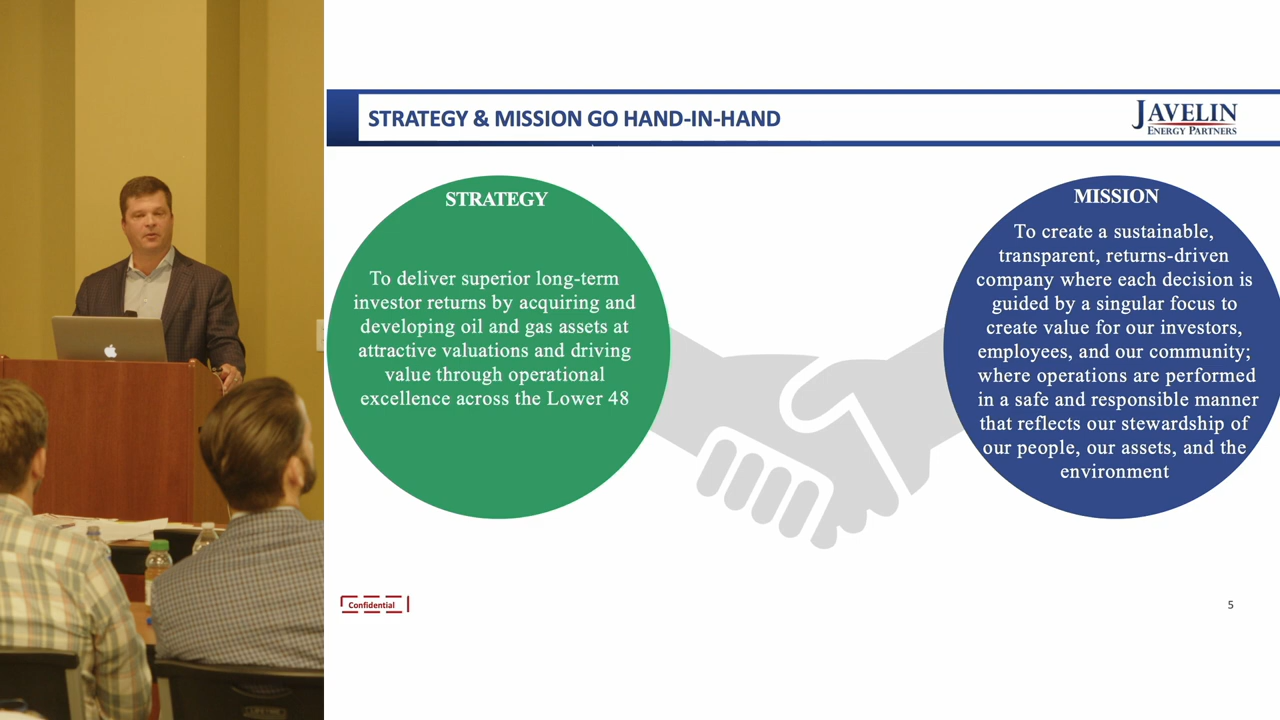 STRATEGY & MISSION GO HAND-IN-HAND
JAVELIN
ENERGY PARTNERS
STRATEGY
To deliver superior long-term
investor returns by acquiring and
developing oil and gas assets at
attractive valuations and driving
value through operational
excellence across the Lower 48
MISSION
To create a sustainable,
transparent, returns-driven
company where each decision is
guided by a singular focus to
create value for our investors,
employees, and our community;
where operations are performed
in a safe and responsible manner
that reflects our stewardship of
our people, our assets, and the
environment
Confidential
5
LIFETIME